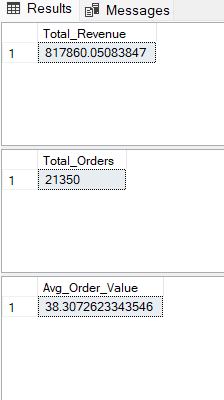 Results Messages
Total_Revenue
1 817860.05083847
Total_Orders
1 21350
Avg_Order_Value
1 38.3072623343546